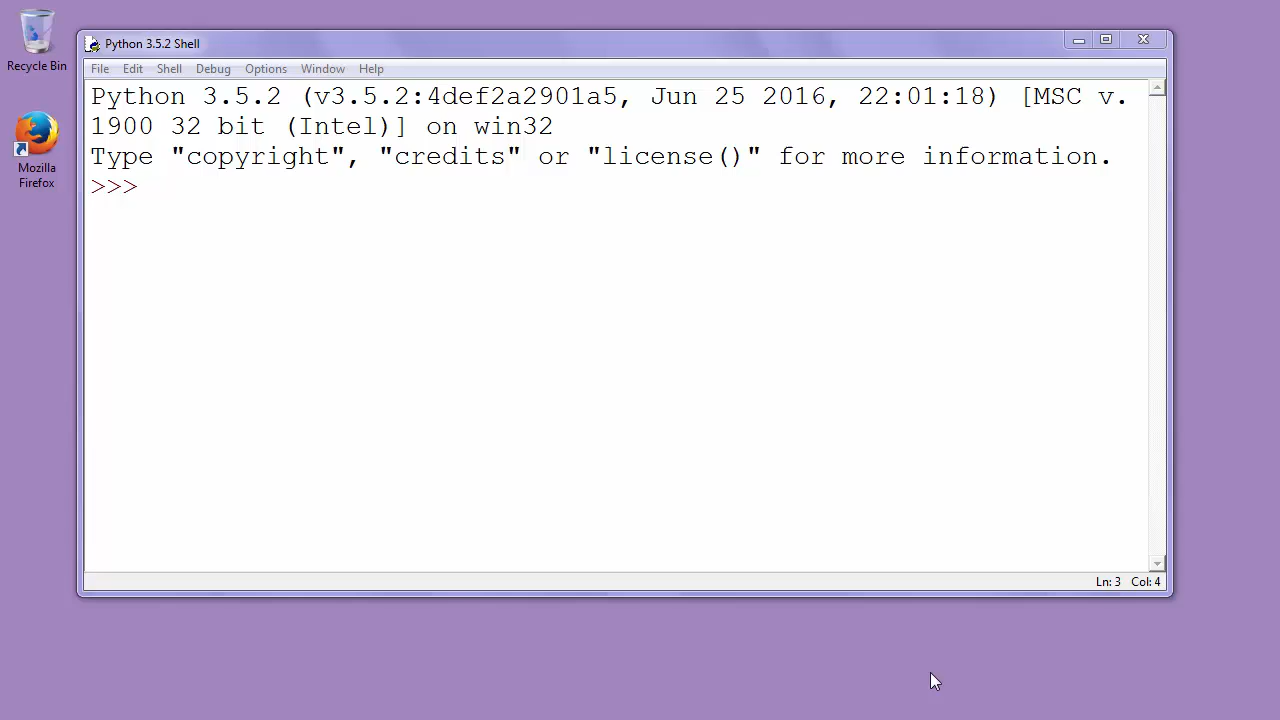 Recycle Bin
Mozilla
Firefox
Python 3.5.2 Shell
File Edit Shell Debug Options Window Help
Python 3.5.2 (v3.5.2:4def2a2901a5, Jun 25 2016, 22:01:18) [MSC v.
1900 32 bit (Intel)] on win32
Type "copyright", "credits" or "license()" for more information.
>>>
Ln: 3 Col: 4